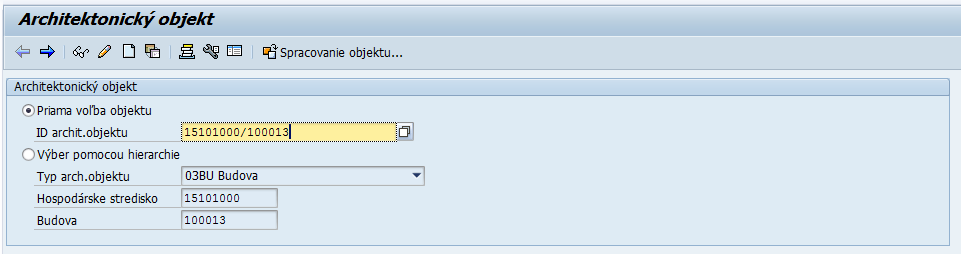 Architektonický objekt
Spracovanie objektu...
Architektonický objekt
Priama voľba objektu
ID archit.objektu 15101000/100013
Výber pomocou hierarchie
Typ arch.objektu 03BU Budova
Hospodárske stredisko 15101000
Budova 100013